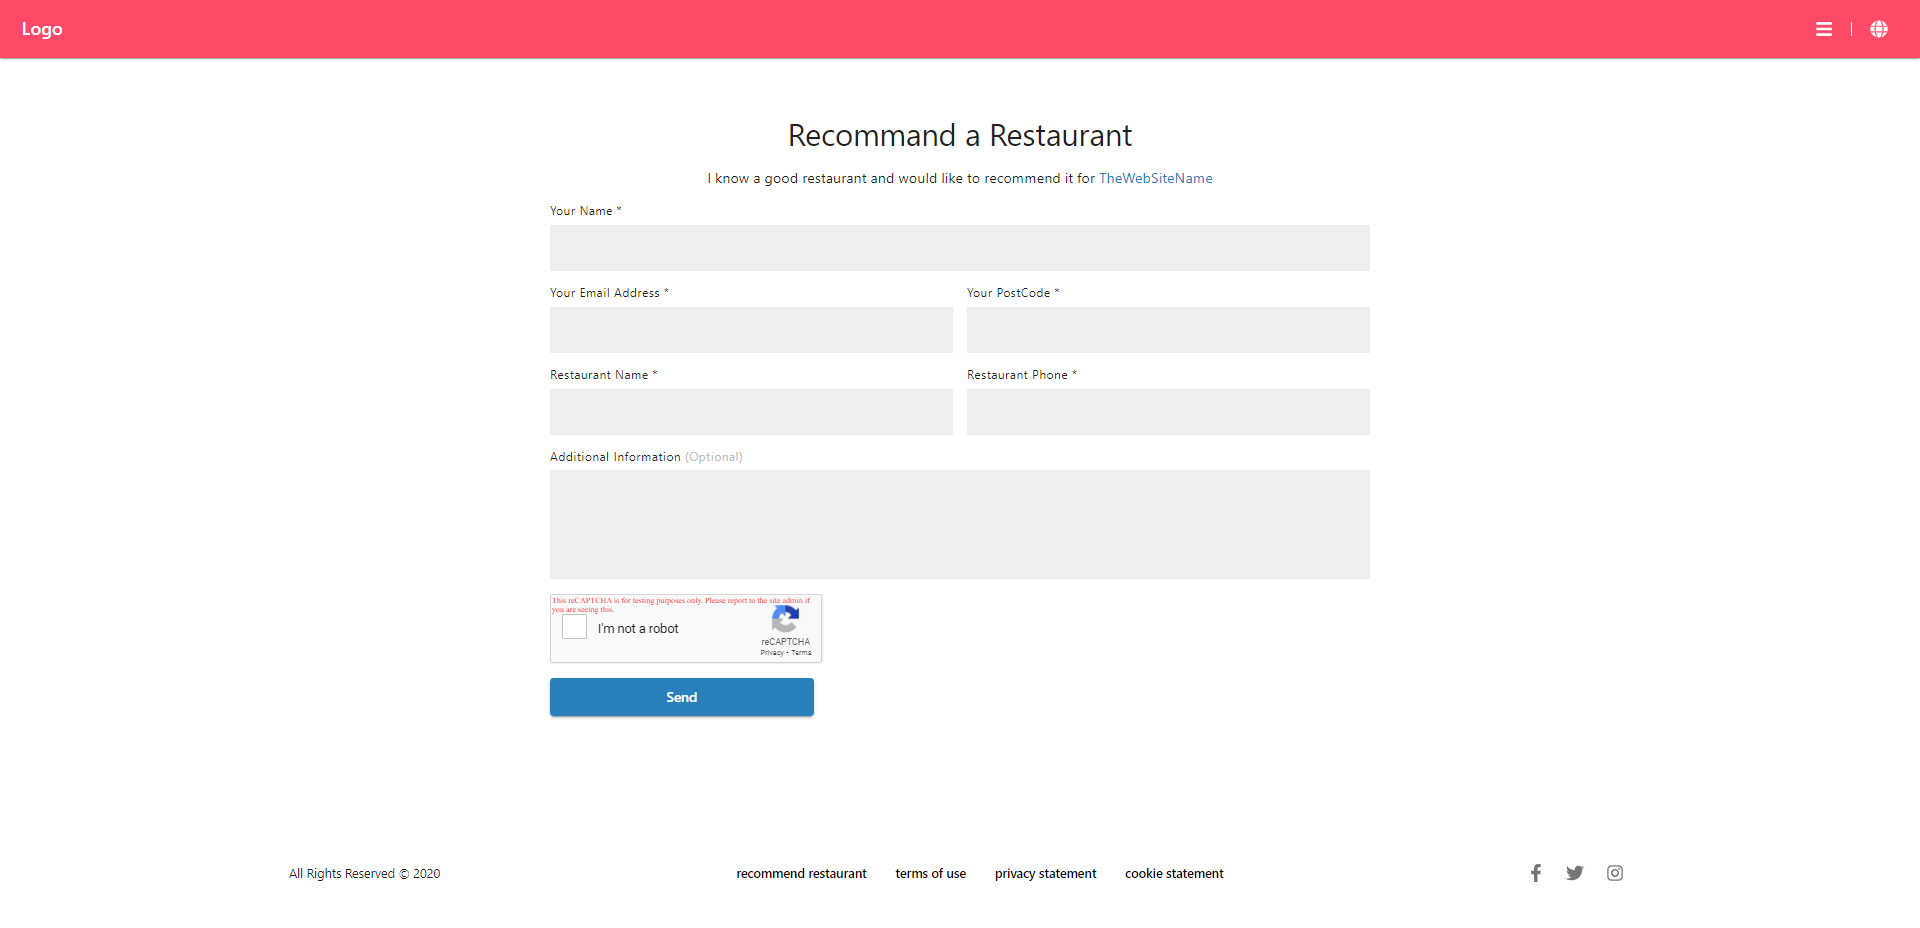 Logo
Recommand a Restaurant
I know a good restaurant and would like to recommend it for TheWebSiteName
Your Name *
Your Email Address *
Your PostCode *
Restaurant Name *
Restaurant Phone *
Additional Information (Optional)
This reCAPTCHA is for testing purposes only. Please report to the site admin if
you are seeing this.
I'm not a robot
reCAPTCHA
Privacy - Terms
Send
All Rights Reserved © 2020
recommend restaurant
terms of use
privacy statement
cookie statement